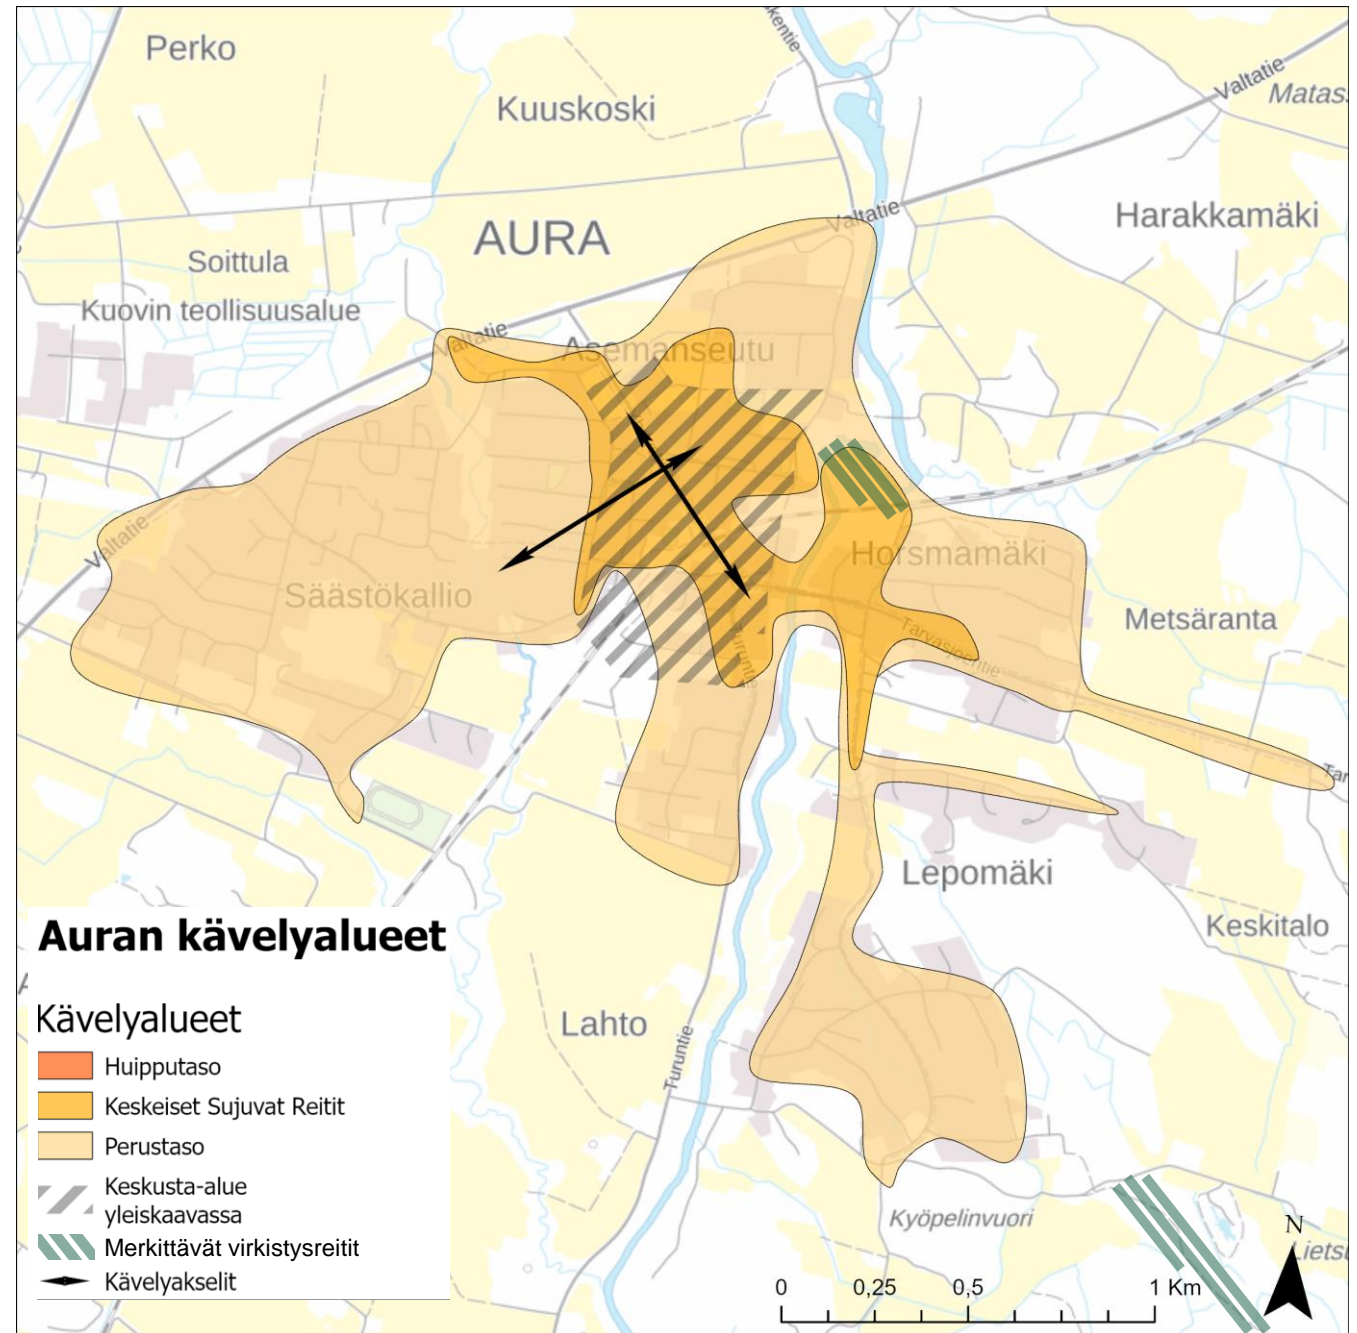 Perko
Kuuskoski
Valtatie
Harakkamäki
AURA
Valtatie
Soittula
Kuovin teollisuusalue
Valtatie
Asemanseutu
Valtatie
Horsmamäki
Säästökallio
Metsäranta
Tarvasjoentie
Turuntie
Lepomäki
Keskitalo
Lahto
Turuntie
Kyöpelinvuori
Auran kävelyalueet
Kävelyalueet
Huipputaso
Keskeiset Sujuvat Reitit
Perustaso
Keskusta-alue
yleiskaavassa
Merkittävät virkistysreitit
Kävelyakselit
0 0,25 0,5 1 Km
N